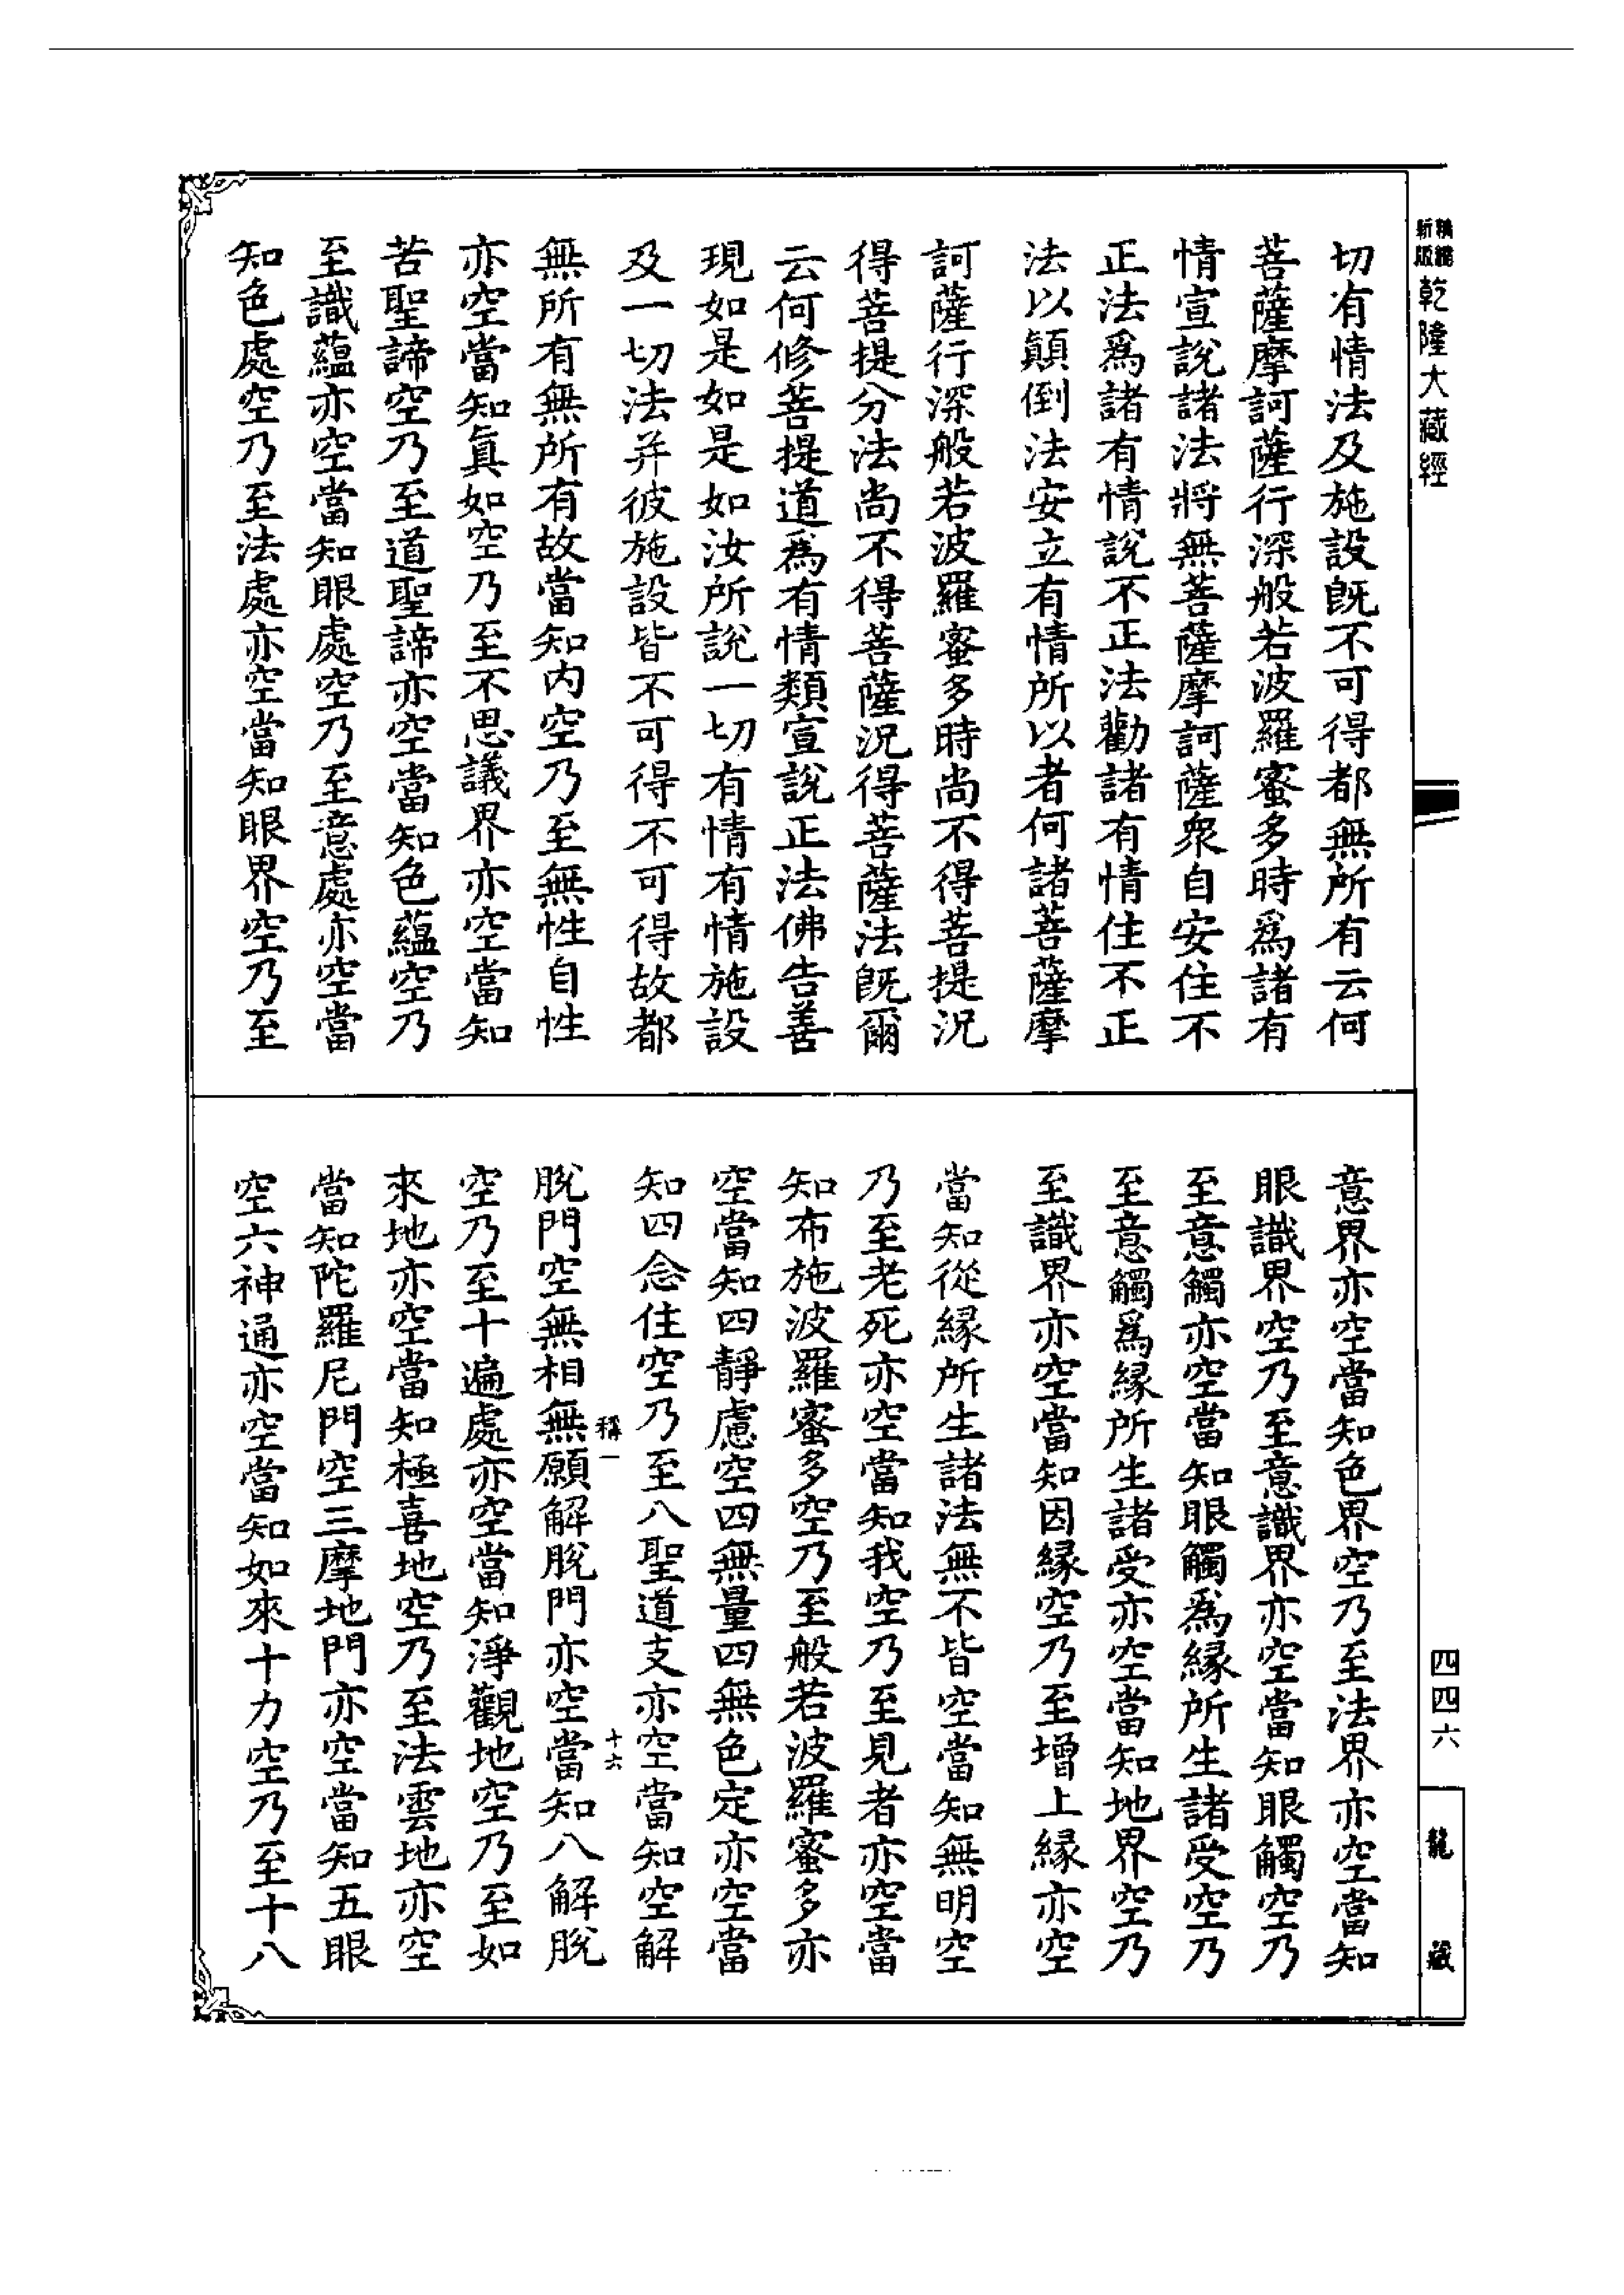 新版精縮乾隆大藏經
切有情法及施設旣不可得都無所有云何
菩薩摩訶薩行深般若波羅蜜多時爲諸有
情宣說諸法將無菩薩摩訶薩衆自安住不
正法爲諸有情說不正法勸諸有情住不正
法以顛倒法安立有情所以者何諸菩薩摩
訶薩行深般若波羅蜜多時尚不得菩提況
得菩提分法尚不得菩薩況得菩薩法旣爾
云何修菩提道爲有情類宣說正法佛告善
現如是如是如汝所說一切有情有情施設
及一切法并彼施設皆不可得不可得故都
無所有無所有故當知內空乃至無性自性
亦空當知眞如空乃至不思議界亦空當知
苦聖諦空乃至道聖諦亦空當知色蘊空乃
至識蘊亦空當知眼處空乃至意處亦空當
知色處空乃至法處亦空當知眼界空乃至
四四六
龍藏
意界亦空當知色界空乃至法界亦空當知
眼識界空乃至意識界亦空當知眼觸空乃
至意觸亦空當知眼觸爲緣所生諸受空乃
至意觸爲緣所生諸受亦空當知地界空乃
至識界亦空當知因緣空乃至增上緣亦空
當知從緣所生諸法無不皆空當知無明空
乃至老死亦空當知我空乃至見者亦空當
知布施波羅蜜多空乃至般若波羅蜜多亦
空當知四靜慮空四無量四無色定亦空當
知四念住空乃至八聖道支亦空當知空解
稱一
十六
脫門空無相無願解脫門亦空當知八解脫
空乃至十遍處亦空當知淨觀地空乃至如
來地亦空當知極喜地空乃至法雲地亦空
當知陀羅尼門空三摩地門亦空當知五眼
空六神通亦空當知如來十力空乃至十八